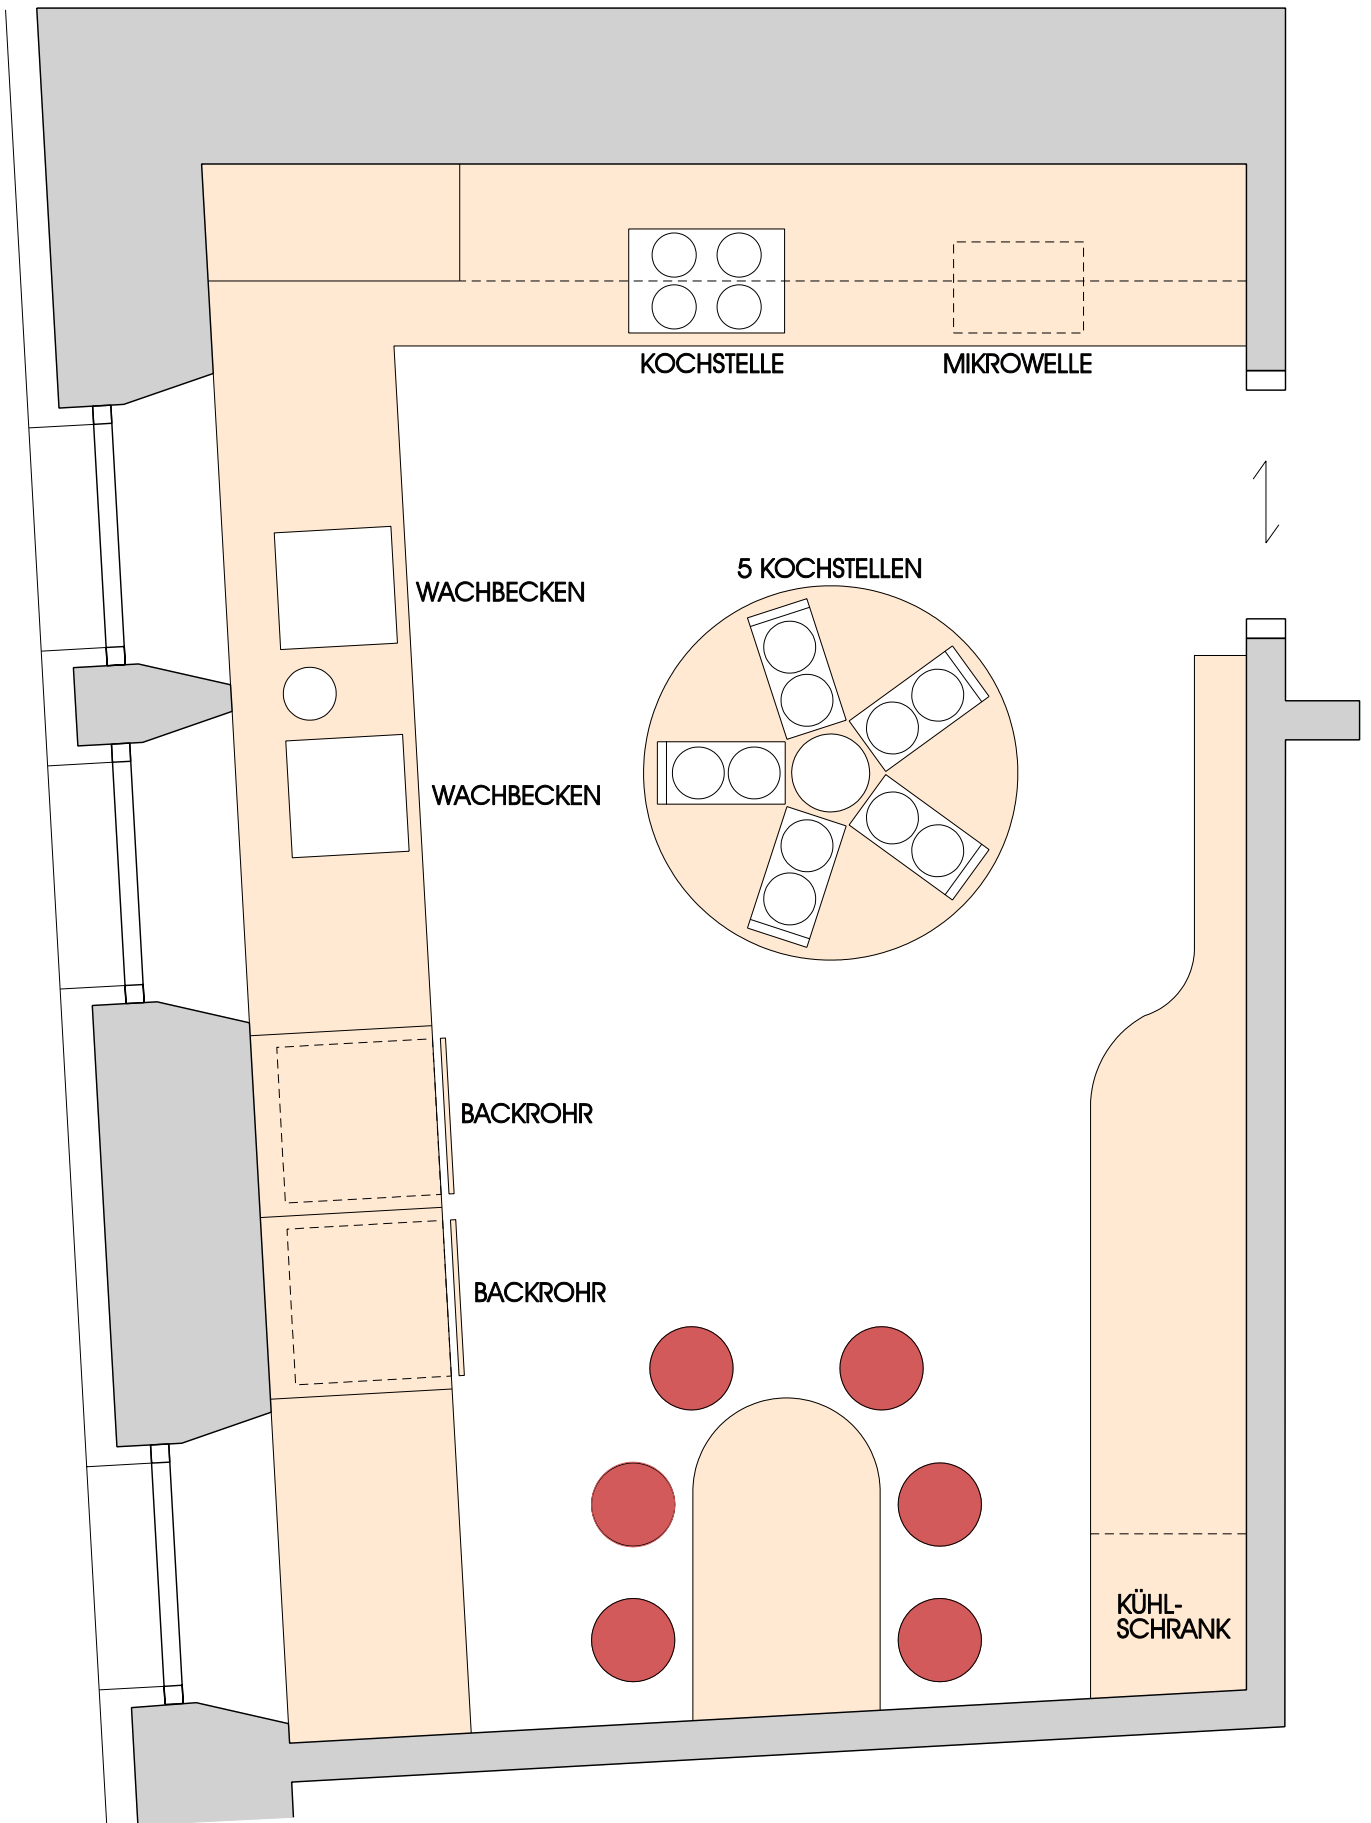 KOCHSTELLE
MIKROWELLE
5 KOCHSTELLEN
WACHBECKEN
WACHBECKEN
BACKROHR
BACKROHR
KÜHL-
SCHRANK